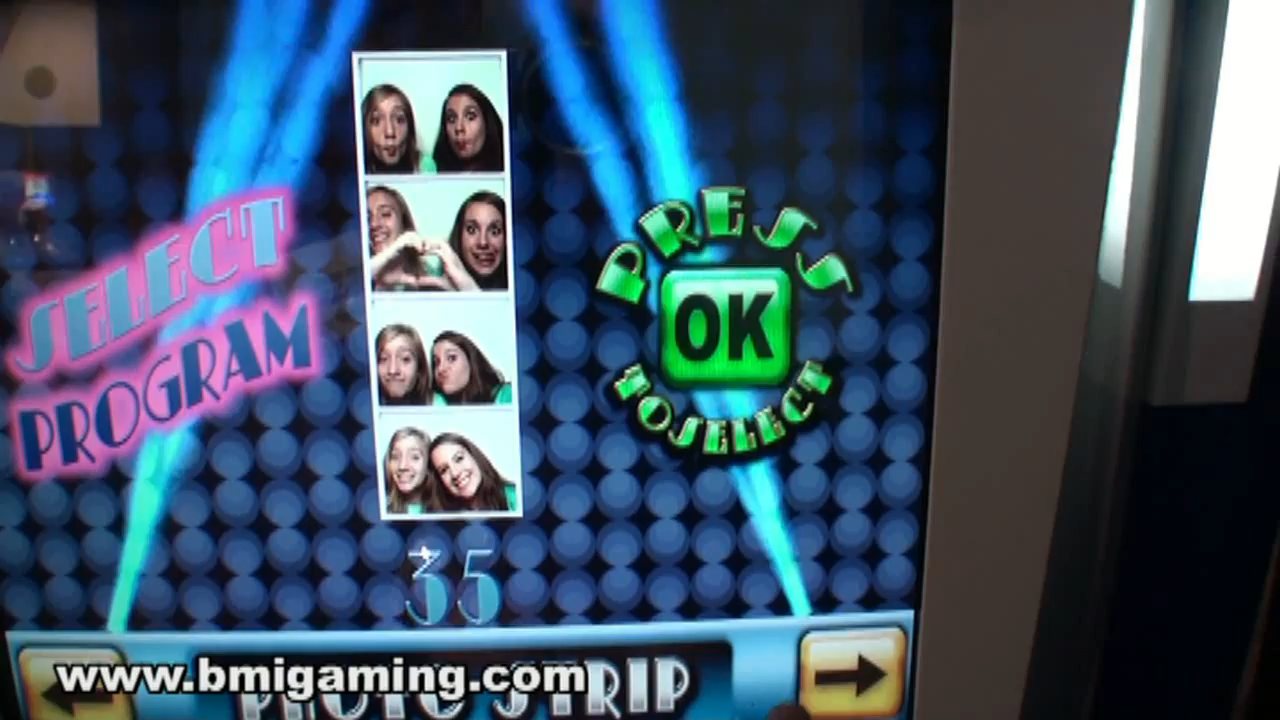 SELECT
PROGRAM
PRESS
OK
TO SELECT
35
PHOTO STRIP
www.bmigaming.com